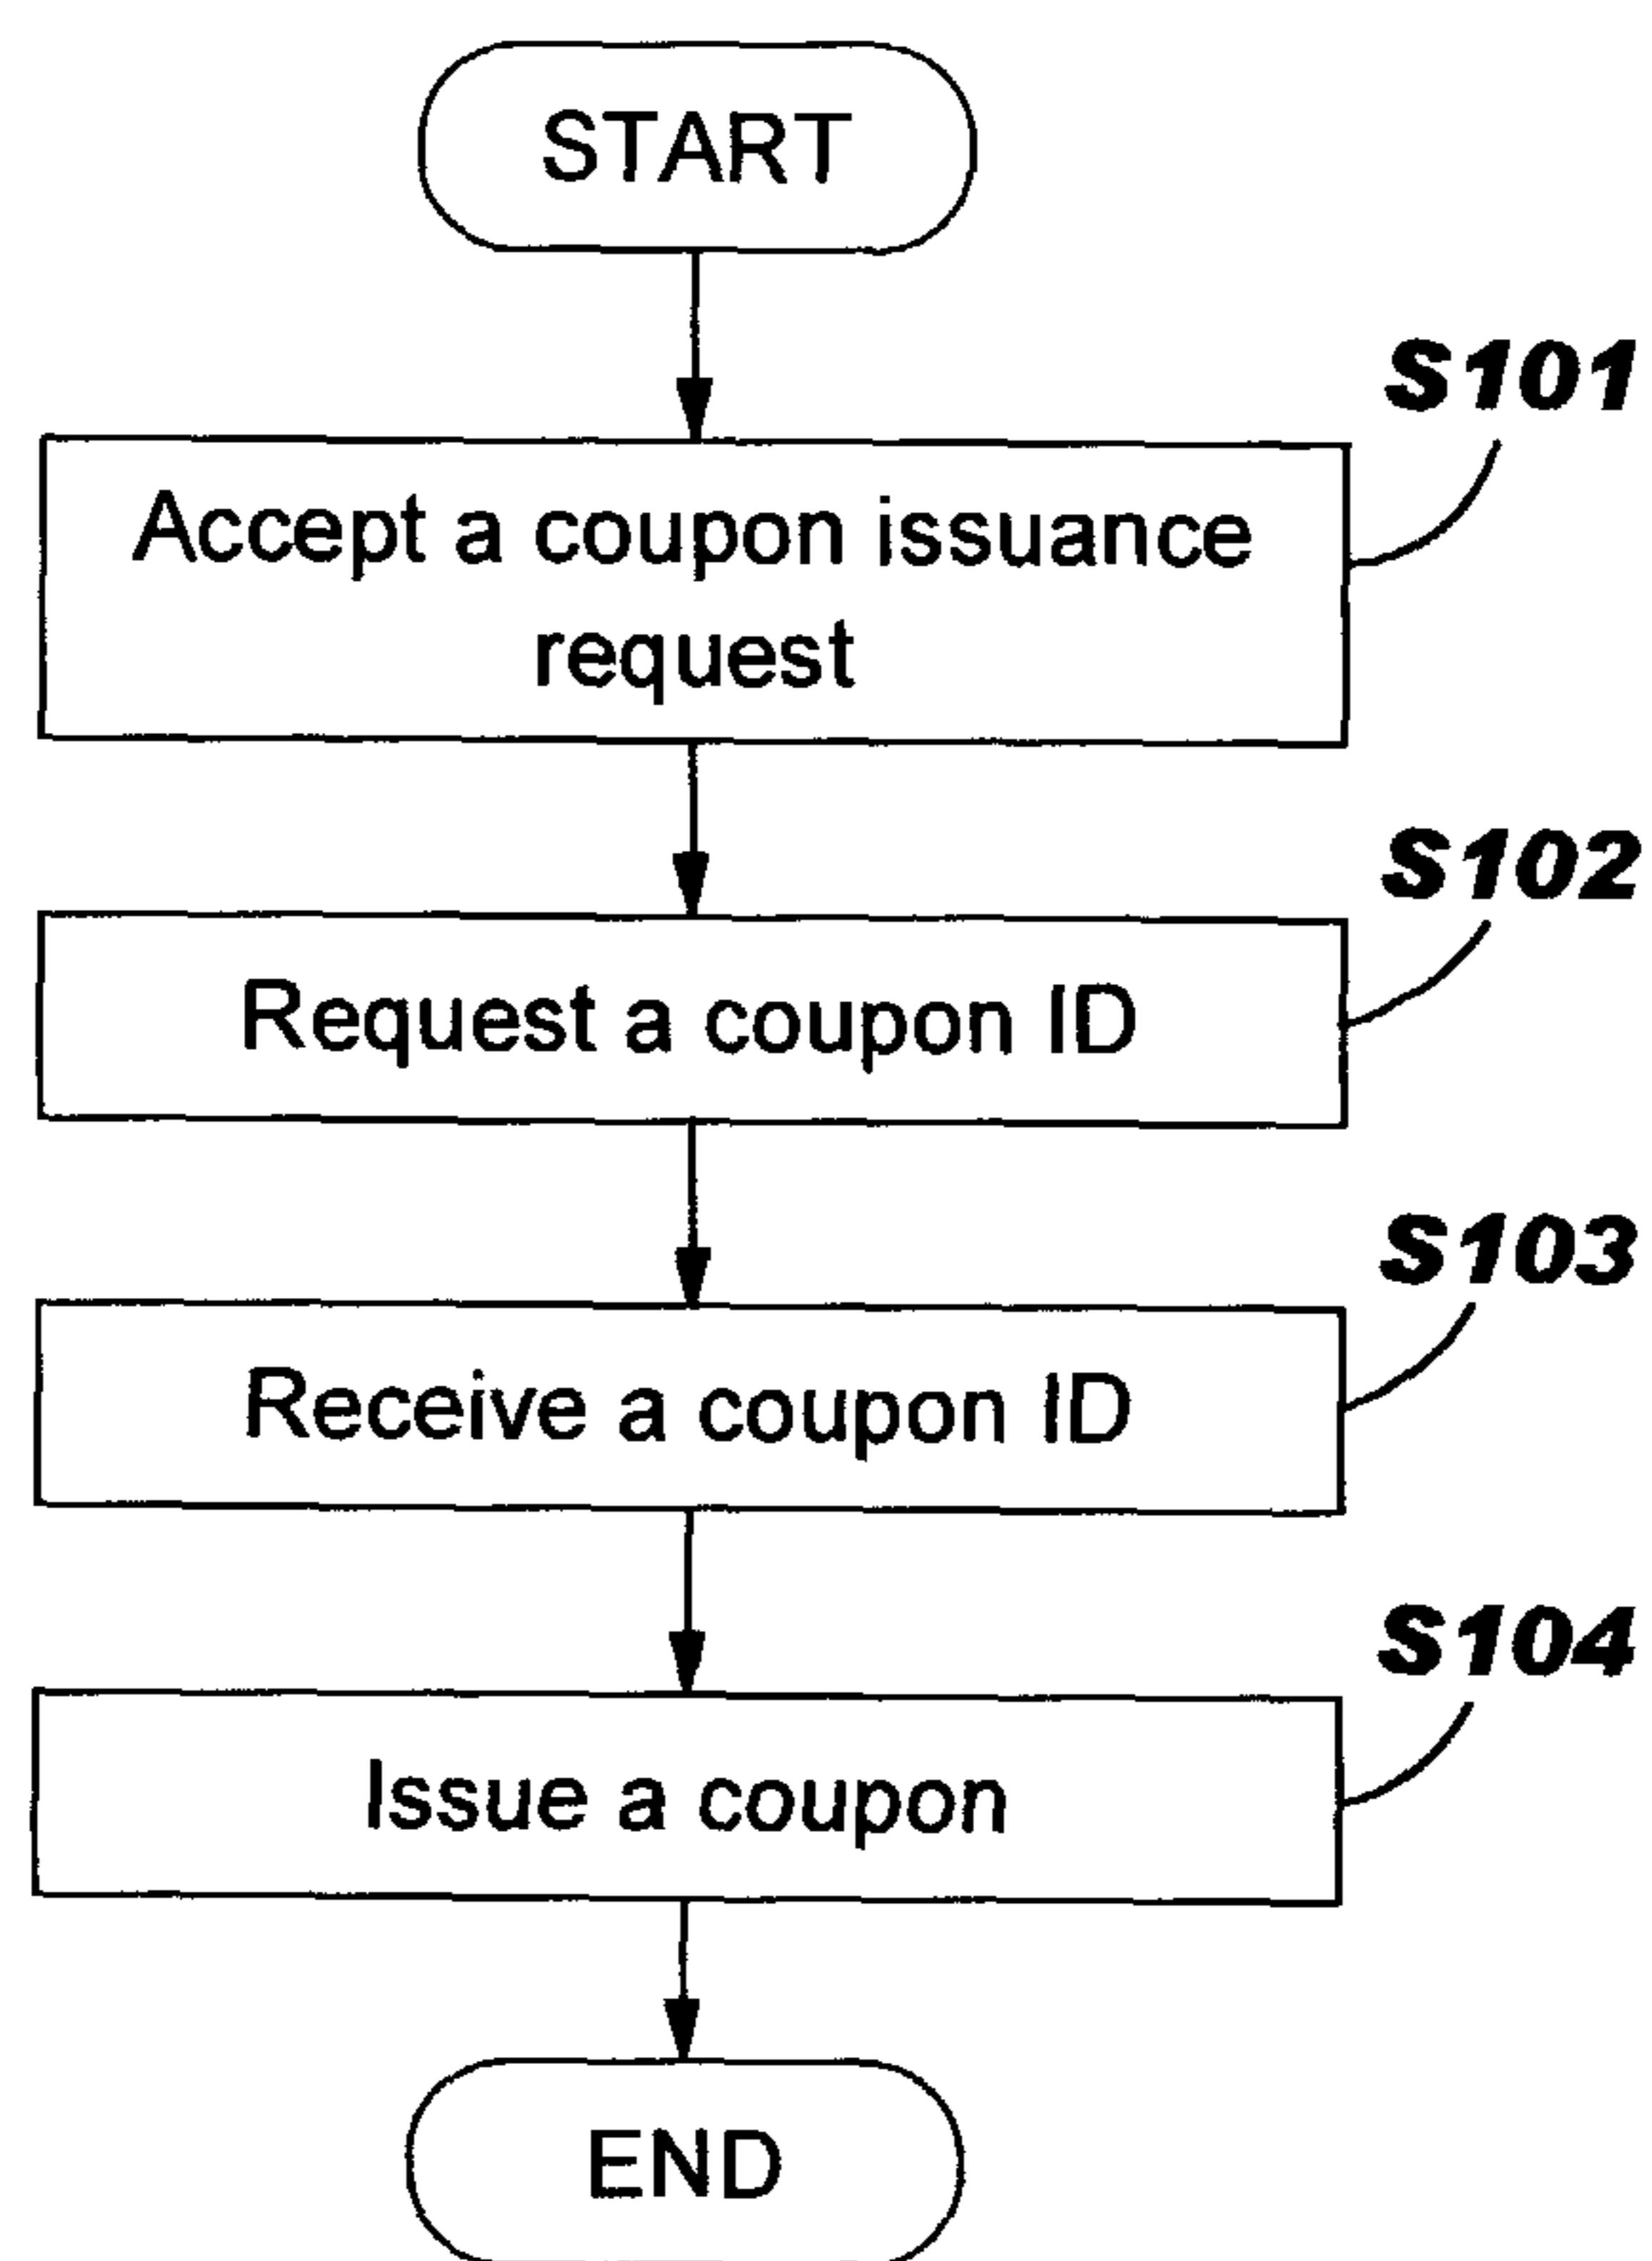 START
S101
Accept a coupon issuance
request
S102
Request a coupon ID
S103
Receive a coupon ID
S104
Issue a coupon
END